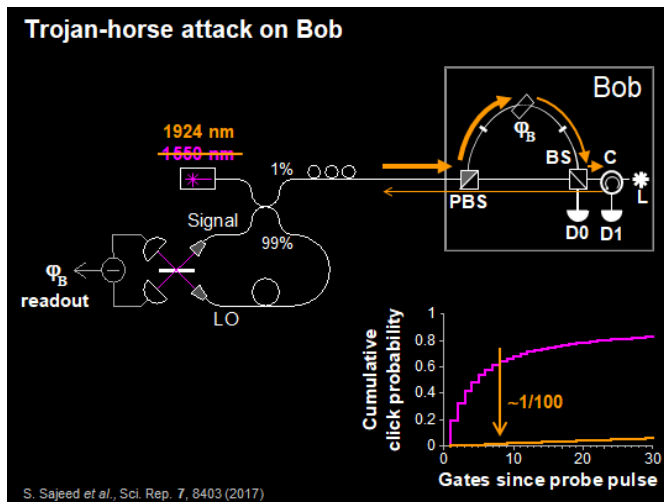 Trojan-horse attack on Bob
Bob
1924 nm
1550 nm
φB
1%
BS
C
PBS
L
Signal
99%
D0
D1
φB
readout
LO
Cumulative
click probability
1
0.8
0.6
0.4
0.2
0
~1/100
0
10
20
30
Gates since probe pulse
S. Sajeed et al., Sci. Rep. 7, 8403 (2017)